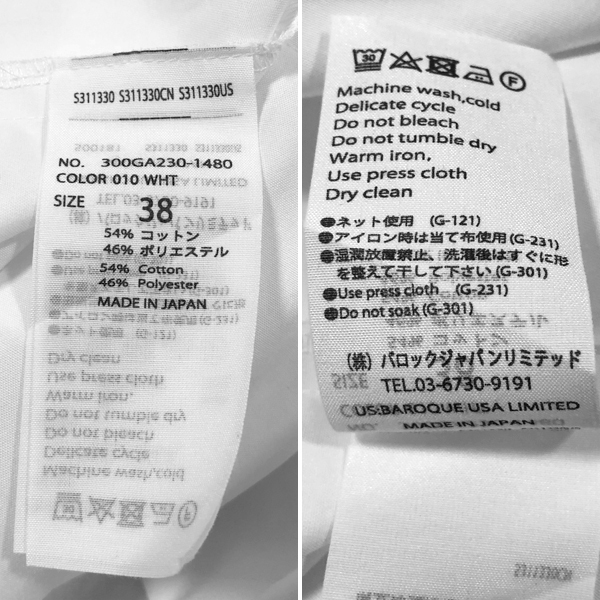 S311330 S311330CN S311330US
NO. 300GA230-1480
COLOR 010 WHT
SIZE 38
54% コットン
46% ポリエステル
54% Cotton
46% Polyester
MADE IN JAPAN
30 F
Machine wash,cold
Delicate cycle
Do not bleach
Do not tumble dry
Warm iron,
Use press cloth
Dry clean
●ネット使用 (G-121)
●アイロン時は当て布使用(G-231)
●湿潤放置禁止、洗濯後はすぐに形
を整えて干して下さい(G-301)
●Use press cloth (G-231)
●Do not soak(G-301)
(株) バロックジャパンリミテッド
TEL.03-6730-9191
US:BAROQUE USA LIMITED
MADE IN JAPAN